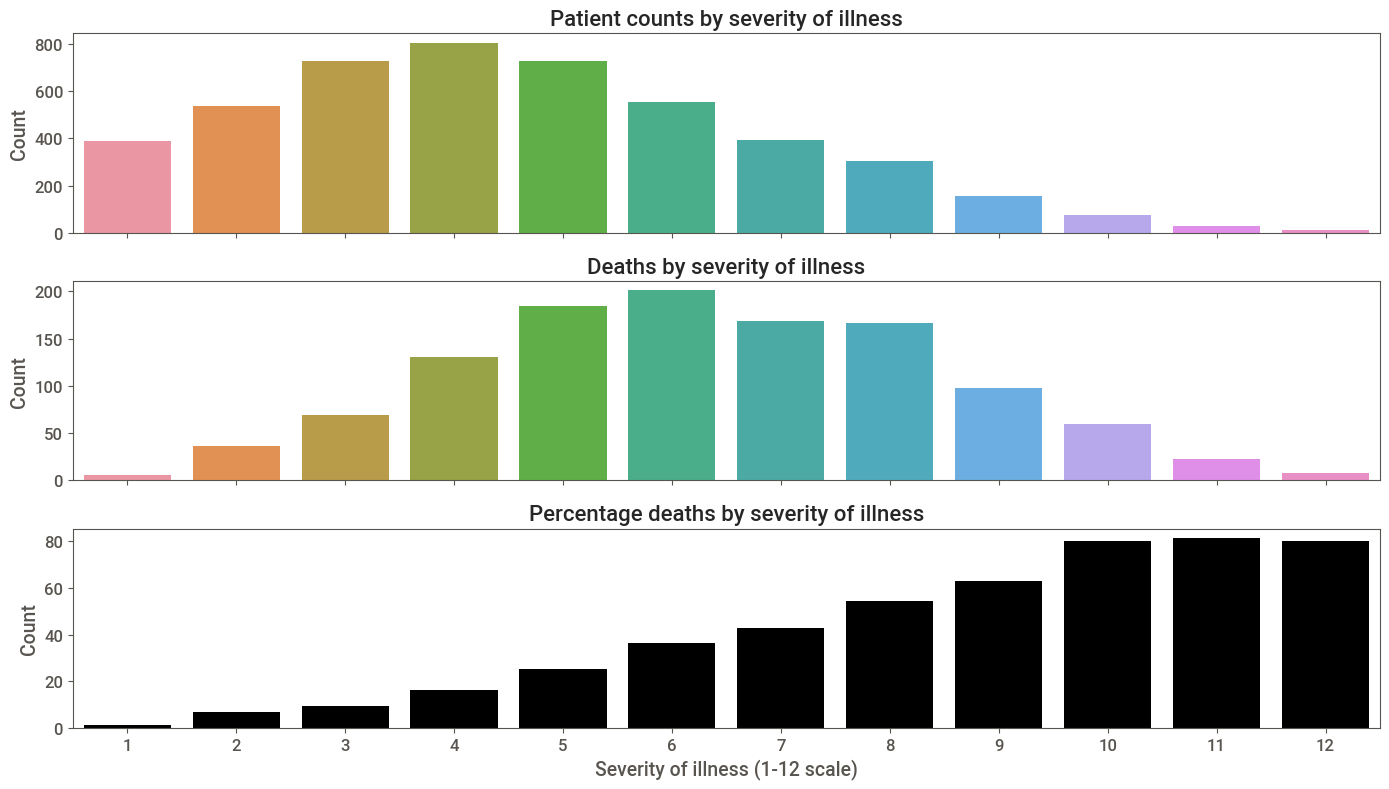 Patient counts by severity of illness
800
600
400
200
0
Count
Deaths by severity of illness
200
150
100
50
0
Count
Percentage deaths by severity of illness
80
60
40
20
0
Count
1 2 3 4 5 6 7 8 9 10 11 12
Severity of illness (1-12 scale)